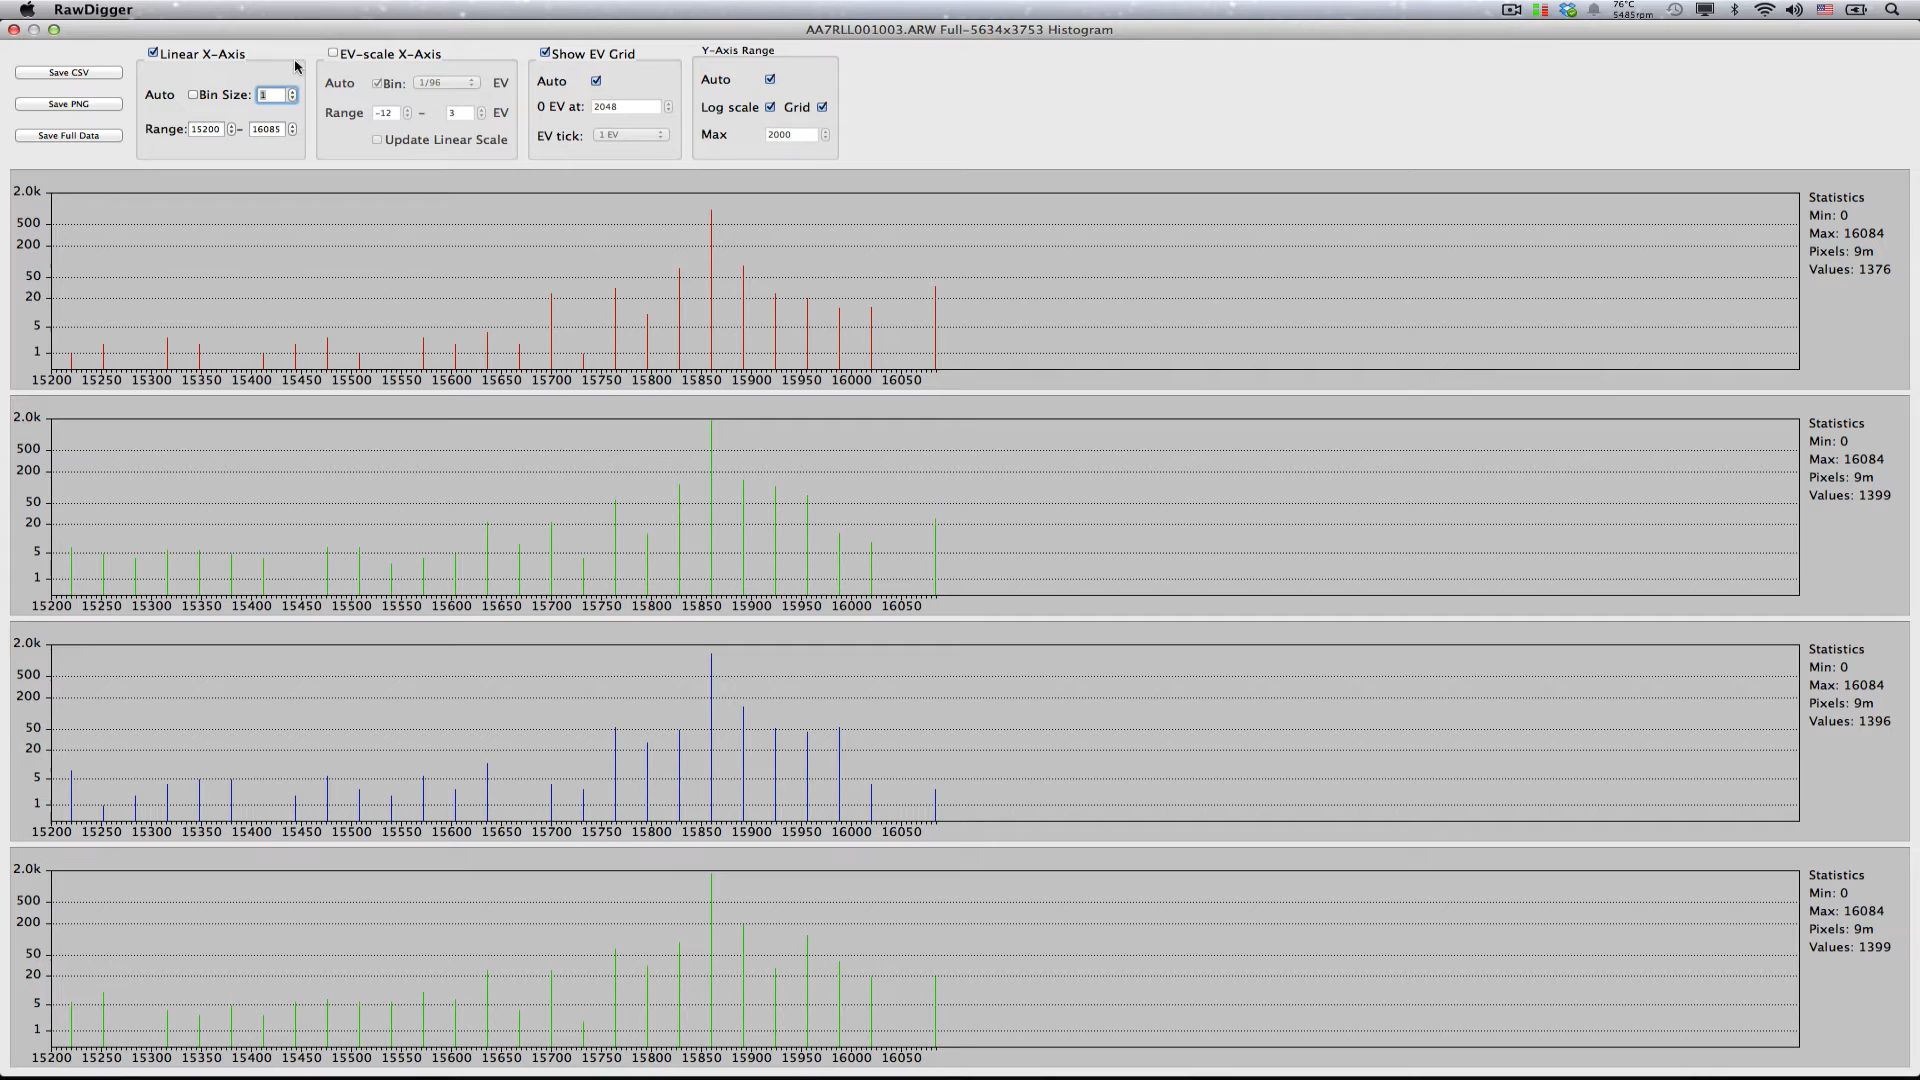 RawDigger
76°C
5485rpm
AA7RLL001003.ARW Full-5634x3753 Histogram
Save CSV
Save PNG
Save Full Data
Linear X-Axis
Auto Bin Size: 1
Range: 15200 – 16085
EV-scale X-Axis
Auto Bin: 1/96 EV
Range -12 – 3 EV
Update Linear Scale
Show EV Grid
Auto
0 EV at: 2048
EV tick: 1 EV
Y-Axis Range
Auto
Log scale Grid
Max 2000
2.0k
500
200
50
20
5
1
15200 15250 15300 15350 15400 15450 15500 15550 15600 15650 15700 15750 15800 15850 15900 15950 16000 16050
Statistics
Min: 0
Max: 16084
Pixels: 9m
Values: 1376
2.0k
500
200
50
20
5
1
15200 15250 15300 15350 15400 15450 15500 15550 15600 15650 15700 15750 15800 15850 15900 15950 16000 16050
Statistics
Min: 0
Max: 16084
Pixels: 9m
Values: 1399
2.0k
500
200
50
20
5
1
15200 15250 15300 15350 15400 15450 15500 15550 15600 15650 15700 15750 15800 15850 15900 15950 16000 16050
Statistics
Min: 0
Max: 16084
Pixels: 9m
Values: 1396
2.0k
500
200
50
20
5
1
15200 15250 15300 15350 15400 15450 15500 15550 15600 15650 15700 15750 15800 15850 15900 15950 16000 16050
Statistics
Min: 0
Max: 16084
Pixels: 9m
Values: 1399